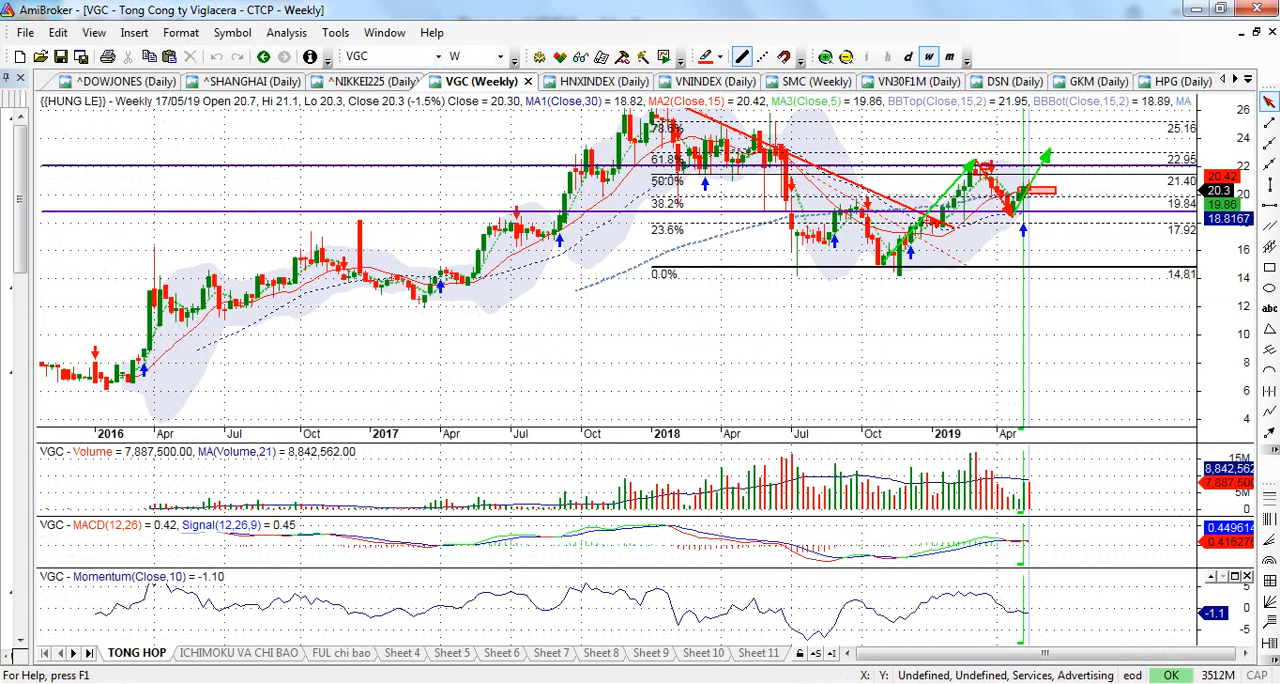 AmiBroker - [VGC - Tong Cong ty Viglacera - CTCP - Weekly]
File Edit View Insert Format Symbol Analysis Tools Window Help
VGC W i h d w m
^DOWJONES (Daily) ^SHANGHAI (Daily) ^NIKKEI225 (Daily) VGC (Weekly) HNXINDEX (Daily) VNINDEX (Daily) SMC (Weekly) VN30F1M (Daily) DSN (Daily) GKM (Daily) HPG (Daily)
{{HUNG LE}} - Weekly 17/05/19 Open 20.7, Hi 21.1, Lo 20.3, Close 20.3 (-1.5%) Close = 20.30, MA1(Close,30) = 18.82, MA2(Close,15) = 20.42, MA3(Close,5) = 19.86, BBTop(Close,15,2) = 21.95, BBBot(Close,15,2) = 18.89, MA
26
78.6% 25.16
24
61.8% 22.95
22
50.0% 21.40
20.42
20.3
20
38.2% 19.84
19.86
18.8167
23.6% 17.92
16
0.0% 14.81
14
12
10
8
6
4
abc
2016 Apr Jul Oct 2017 Apr Jul Oct 2018 Apr Jul Oct 2019 Apr
VGC - Volume = 7,887,500.00, MA(Volume,21) = 8,842,562.00
15M
8,842,562
7,887,500
5M
0
VGC - MACD(12,26) = 0.42, Signal(12,26,9) = 0.45
0.449614
0.416276
VGC - Momentum(Close,10) = -1.10
5
0
-1.1
-5
TONG HOP ICHIMOKU VA CHI BAO LL chi bao Sheet 4 Sheet 5 Sheet 6 Sheet 7 Sheet 8 Sheet 9 Sheet 10 Sheet 11
For Help, press F1 X: Y: Undefined, Undefined, Services, Advertising eod OK 3512M CAP